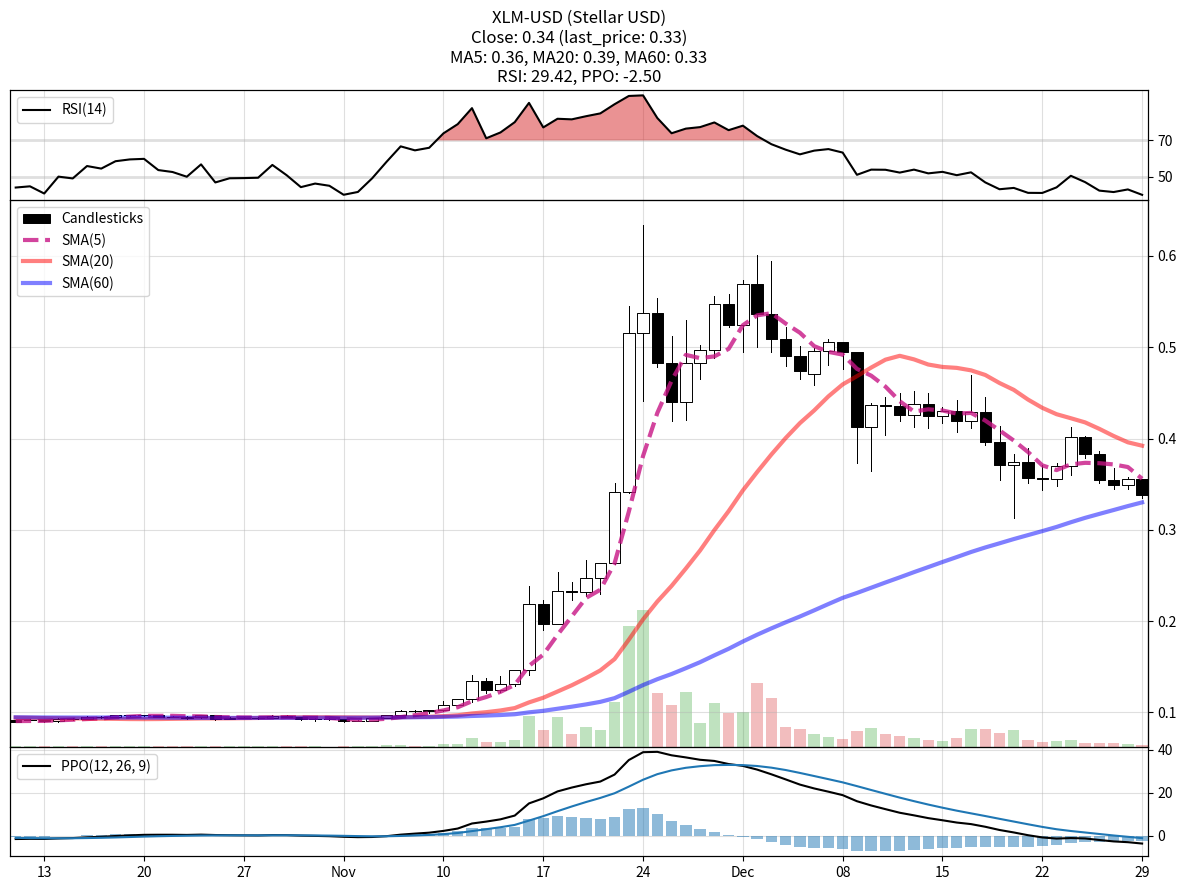 XLM-USD (Stellar USD)
Close: 0.34 (last_price: 0.33)
MA5: 0.36, MA20: 0.39, MA60: 0.33
RSI: 29.42, PPO: -2.50
RSI(14)
70
50
Candlesticks
SMA(5)
SMA(20)
SMA(60)
0.6
0.5
0.4
0.3
0.2
0.1
PPO(12, 26, 9)
40
20
0
13 20 27 Nov 10 17 24 Dec 08 15 22 29